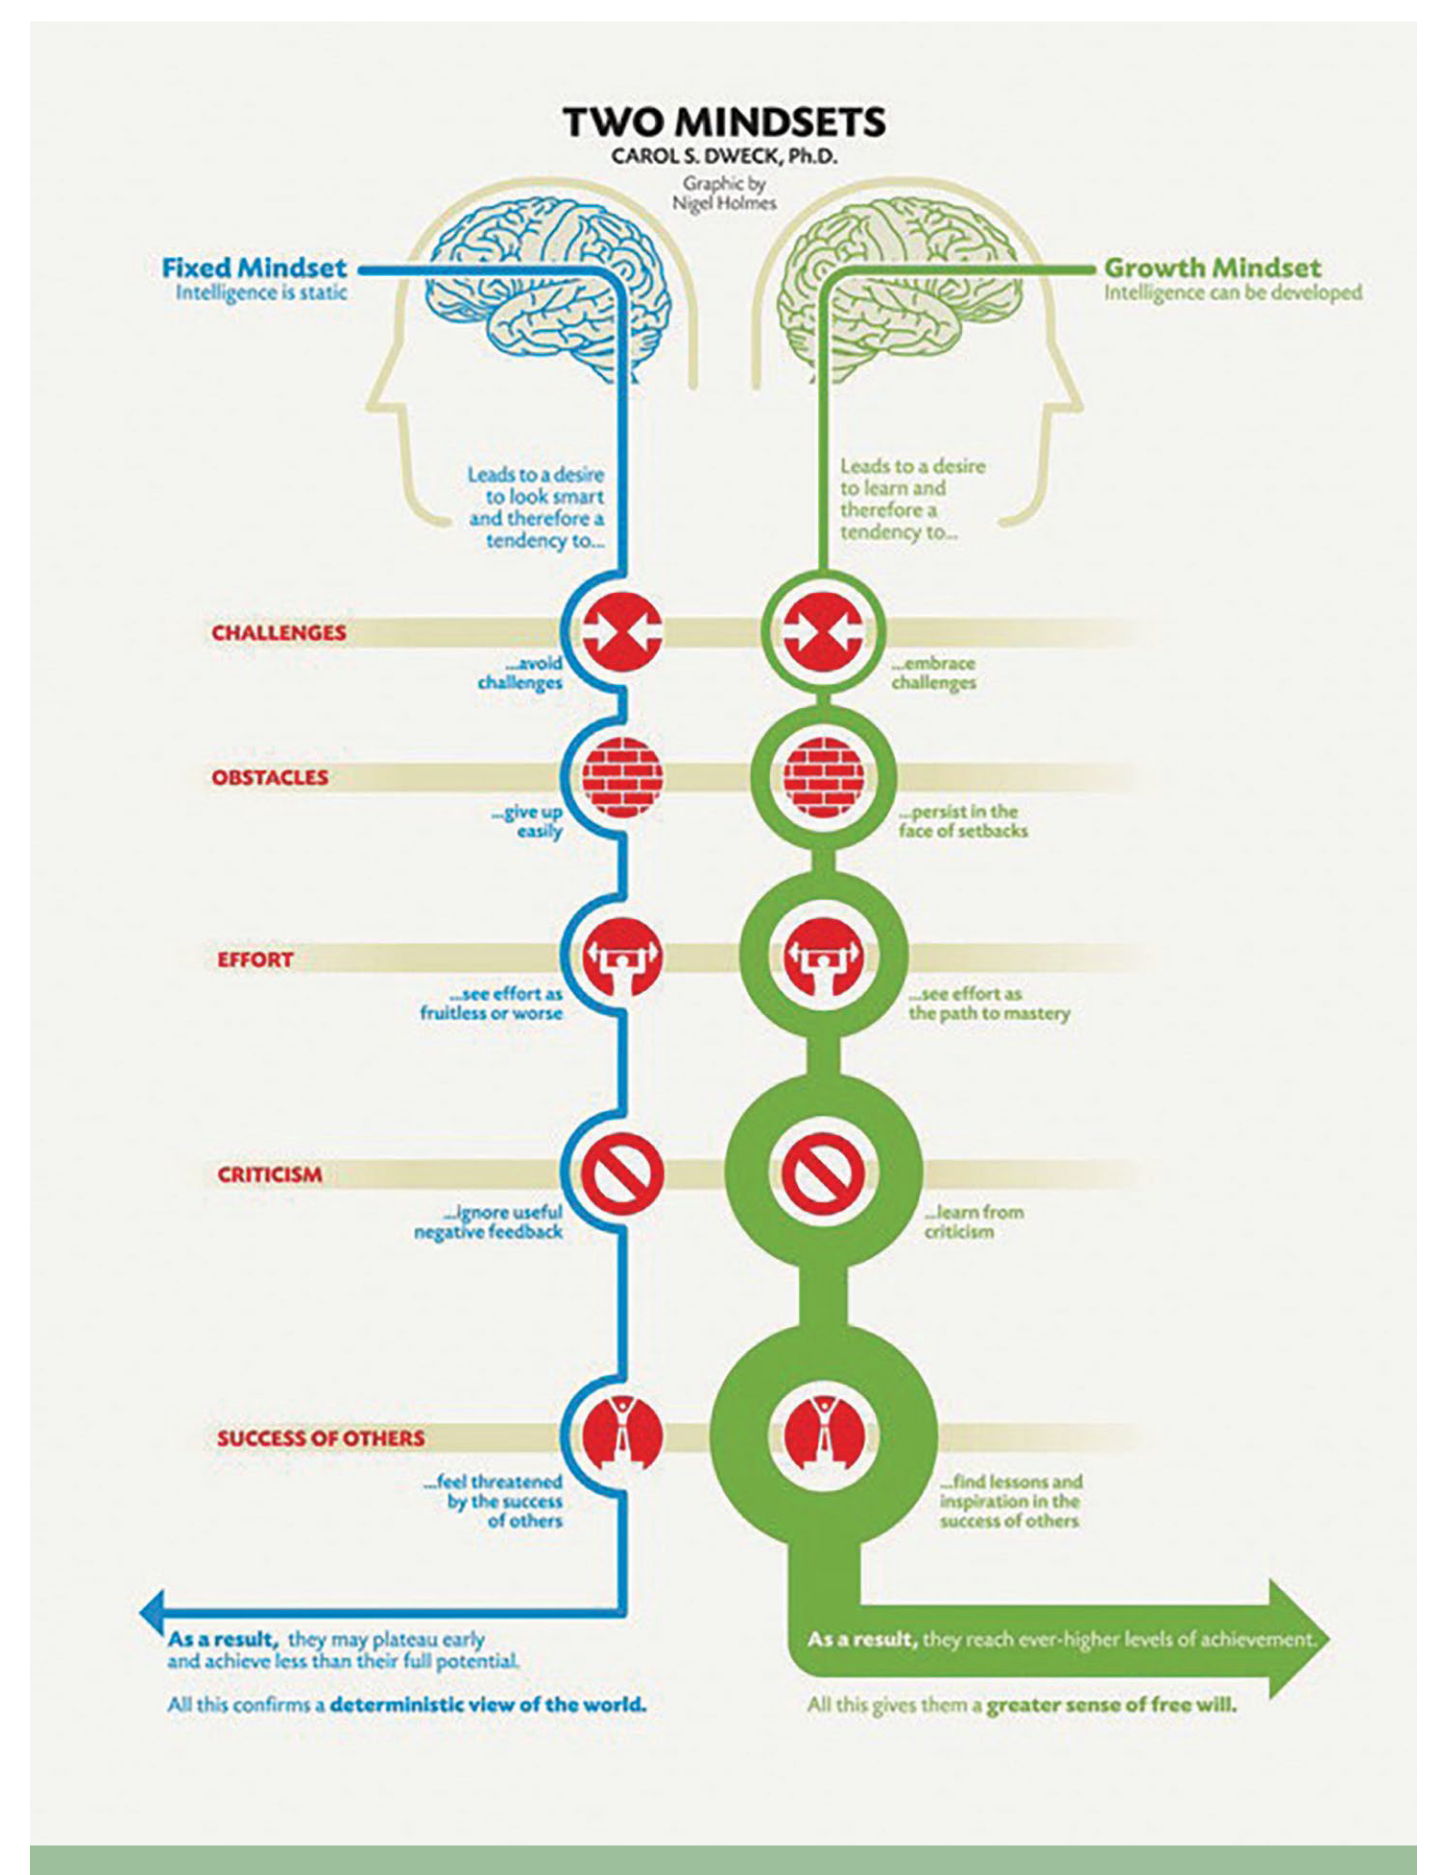 TWO MINDSETS
CAROL S. DWECK, Ph.D.
Graphic by
Nigel Holmes
Fixed Mindset
Intelligence is static
Growth Mindset
Intelligence can be developed
Leads to a desire
to look smart
and therefore a
tendency to...
Leads to a desire
to learn and
therefore a
tendency to...
CHALLENGES
...avoid
challenges
...embrace
challenges
OBSTACLES
...give up
easily
...persist in the
face of setbacks
EFFORT
...see effort as
fruitless or worse
...see effort as
the path to mastery
CRITICISM
...ignore useful
negative feedback
...learn from
criticism
SUCCESS OF OTHERS
...feel threatened
by the success
of others
...find lessons and
inspiration in the
success of others
As a result, they may plateau early
and achieve less than their full potential.
All this confirms a deterministic view of the world.
As a result, they reach ever-higher levels of achievement.
All this gives them a greater sense of free will.